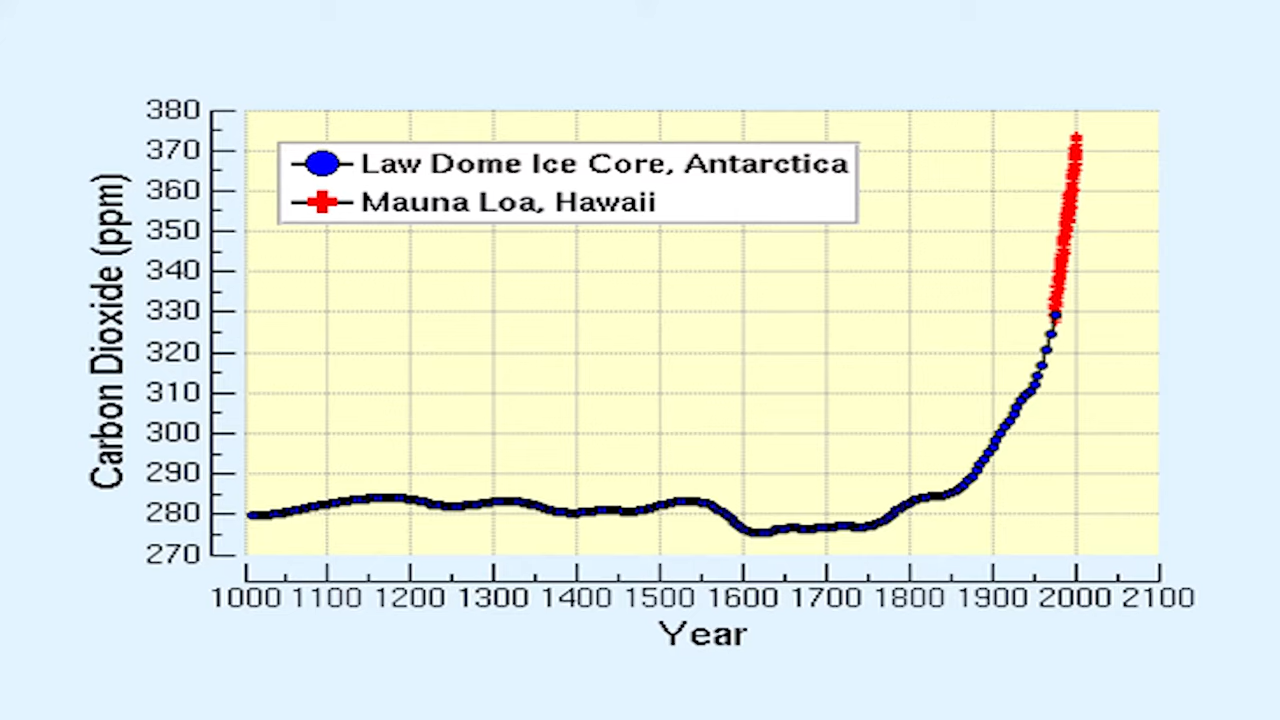 380
370
360
350
340
330
320
310
300
290
280
270
Carbon Dioxide (ppm)
Law Dome Ice Core, Antarctica
Mauna Loa, Hawaii
1000 1100 1200 1300 1400 1500 1600 1700 1800 1900 2000 2100
Year